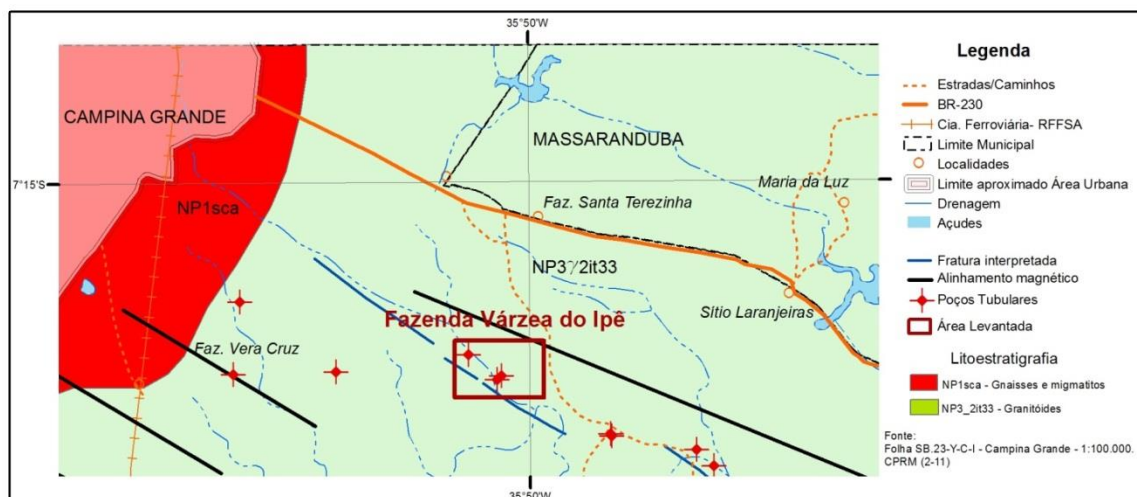 35°50'W
CAMPINA GRANDE
MASSARANDUBA
7°15'S
Maria da Luz
NP1sca
Faz. Santa Terezinha
NP3/2it33
Sítio Laranjeiras
Fazenda Várzea do Ipê
Faz. Vera Cruz
35°50'W
Legenda
Estradas/Caminhos
BR-230
Cia. Ferroviária- RFFSA
Limite Municipal
Localidades
Limite aproximado Área Urbana
Drenagem
Açudes
Fratura interpretada
Alinhamento magnético
Poços Tubulares
Área Levantada
Litoestratigrafia
NP1sca - Gnaisses e migmatitos
NP3_2it33 - Granitóides
Fonte:
Folha SB.23-Y-C-I - Campina Grande - 1:100.000.
CPRM (2-11)